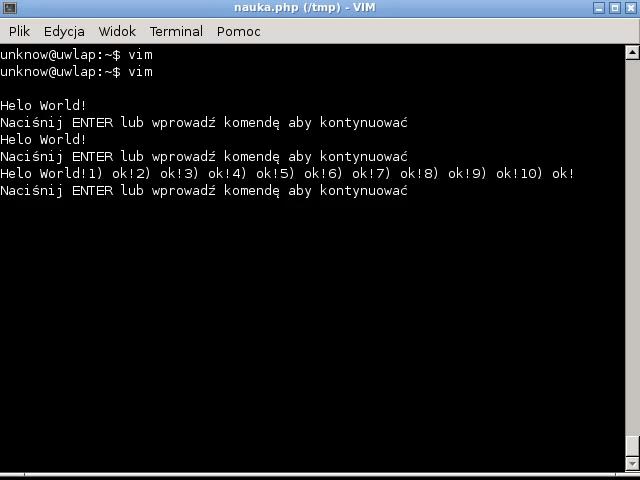 nauka.php (/tmp) - VIM
Plik Edycja Widok Terminal Pomoc
unknow@uwlap:~$ vim
unknow@uwlap:~$ vim
Helo World!
Naciśnij ENTER lub wprowadź komendę aby kontynuować
Helo World!
Naciśnij ENTER lub wprowadź komendę aby kontynuować
Helo World!1) ok!2) ok!3) ok!4) ok!5) ok!6) ok!7) ok!8) ok!9) ok!10) ok!
Naciśnij ENTER lub wprowadź komendę aby kontynuować